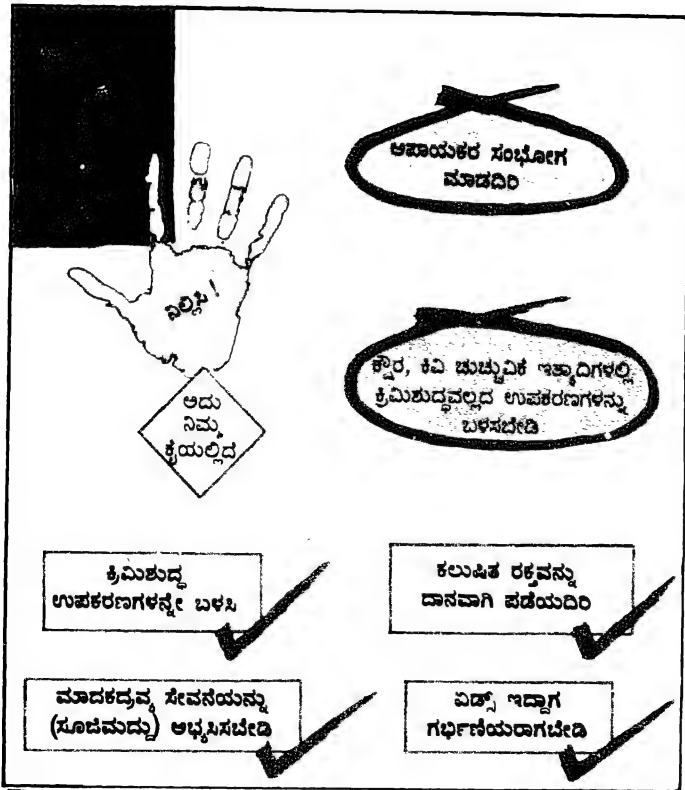 ಅಪಾಯಕರ ಸಂಭೋಗ
ಮಾಡದಿರಿ
ನಿಲ್ಲಿಸಿ!
ಅದು
ನಿಮ್ಮ
ಕೈಯಲ್ಲಿದೆ
ಕ್ಷೌರ, ಕಿವಿ ಚುಚ್ಚುವಿಕೆ ಇತ್ಯಾದಿಗಳಲ್ಲಿ
ಕ್ರಿಮಿಶುದ್ಧವಲ್ಲದ ಉಪಕರಣಗಳನ್ನು
ಬಳಸಬೇಡಿ
ಕ್ರಿಮಿಶುದ್ಧ
ಉಪಕರಣಗಳನ್ನೇ ಬಳಸಿ
ಕಲುಷಿತ ರಕ್ತವನ್ನು
ದಾನವಾಗಿ ಪಡೆಯದಿರಿ
ಮಾದಕದ್ರವ್ಯ ಸೇವನೆಯನ್ನು
(ಸೂಜಿಮದ್ದು) ಅಭ್ಯಸಿಸಬೇಡಿ
ಏಡ್ಸ್ ಇದ್ದಾಗ
ಗರ್ಭಿಣಿಯರಾಗಬೇಡಿ